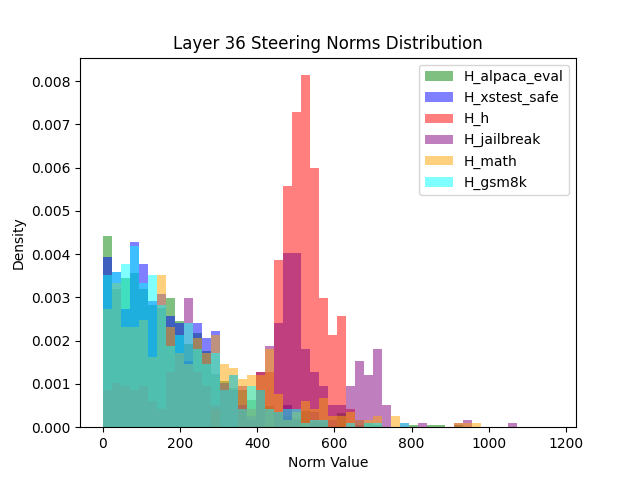 Layer 36 Steering Norms Distribution
H_alpaca_eval
H_xstest_safe
H_h
H_jailbreak
H_math
H_gsm8k
0.008
0.007
0.006
0.005
0.004
0.003
0.002
0.001
0.000
Density
0 200 400 600 800 1000 1200
Norm Value